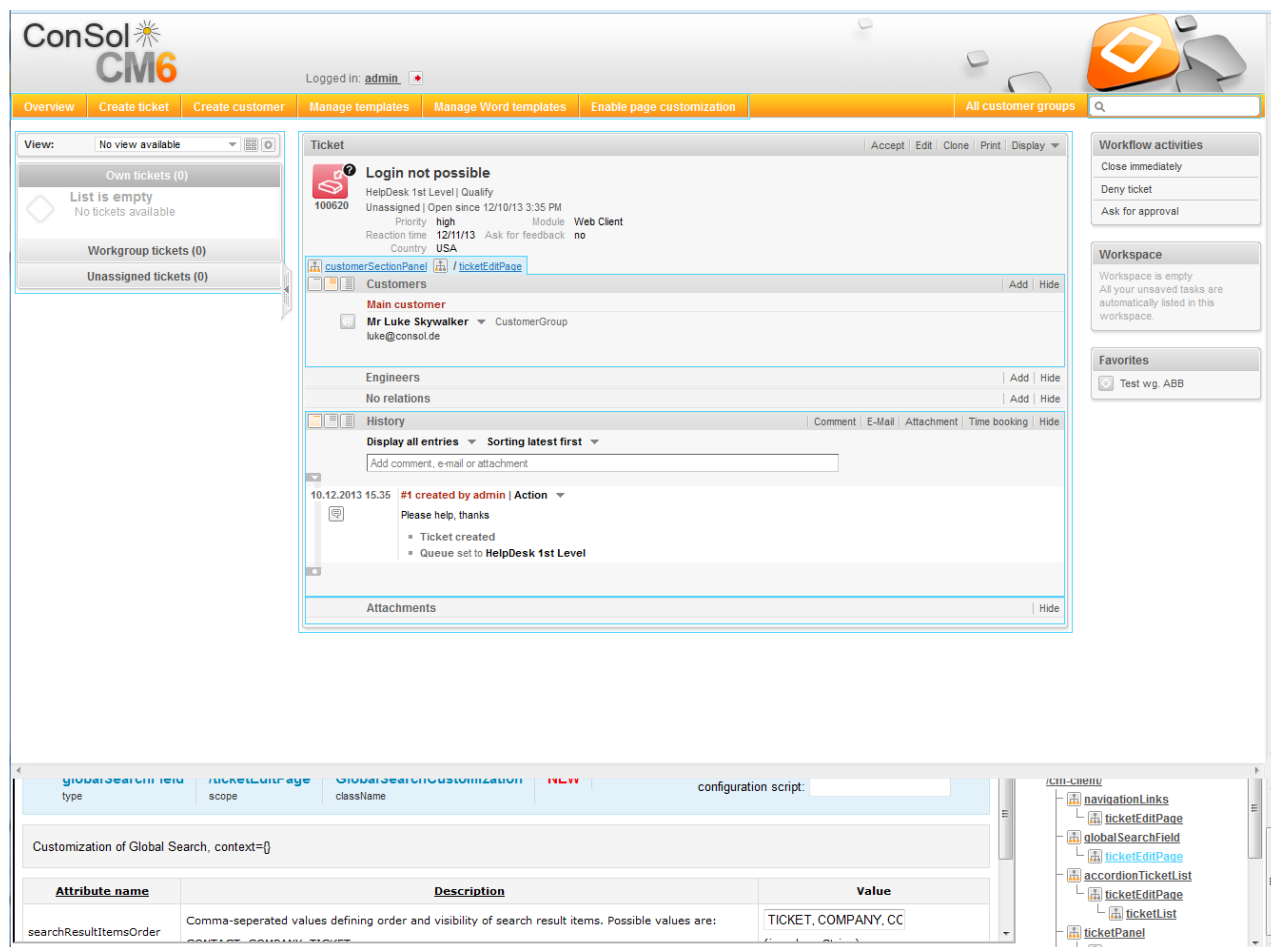 ConSol
CM6
Logged in: admin
Overview Create ticket Create customer Manage templates Manage Word templates Enable page customization All customer groups
View: No view available
Own tickets (0)
List is empty
No tickets available
Workgroup tickets (0)
Unassigned tickets (0)
Ticket Accept Edit Clone Print Display
Login not possible
100620
HelpDesk 1st Level | Qualify
Unassigned | Open since 12/10/13 3:35 PM
Priority high Module Web Client
Reaction time 12/11/13 Ask for feedback no
Country USA
customerSectionPanel / ticketEditPage
Customers Add Hide
Main customer
Mr Luke Skywalker CustomerGroup
luke@consol.de
Engineers Add Hide
No relations Add Hide
History Comment E-Mail Attachment Time booking Hide
Display all entries Sorting latest first
Add comment, e-mail or attachment
10.12.2013 15.35 #1 created by admin | Action
Please help, thanks
Ticket created
Queue set to HelpDesk 1st Level
Attachments Hide
Workflow activities
Close immediately
Deny ticket
Ask for approval
Workspace
Workspace is empty
All your unsaved tasks are
automatically listed in this
workspace.
Favorites
Test wg. ABB
globalSearchField /ticketEditPage GlobalSearchCustomization NEW
type scope className
configuration script:
Customization of Global Search, context={}
Attribute name Description Value
searchResultItemsOrder
Comma-seperated values defining order and visibility of search result items. Possible values are:
CONTACT, COMPANY, TICKET
TICKET, COMPANY, CC
/cm-client/
navigationLinks
ticketEditPage
globalSearchField
ticketEditPage
accordionTicketList
ticketEditPage
ticketList
ticketPanel